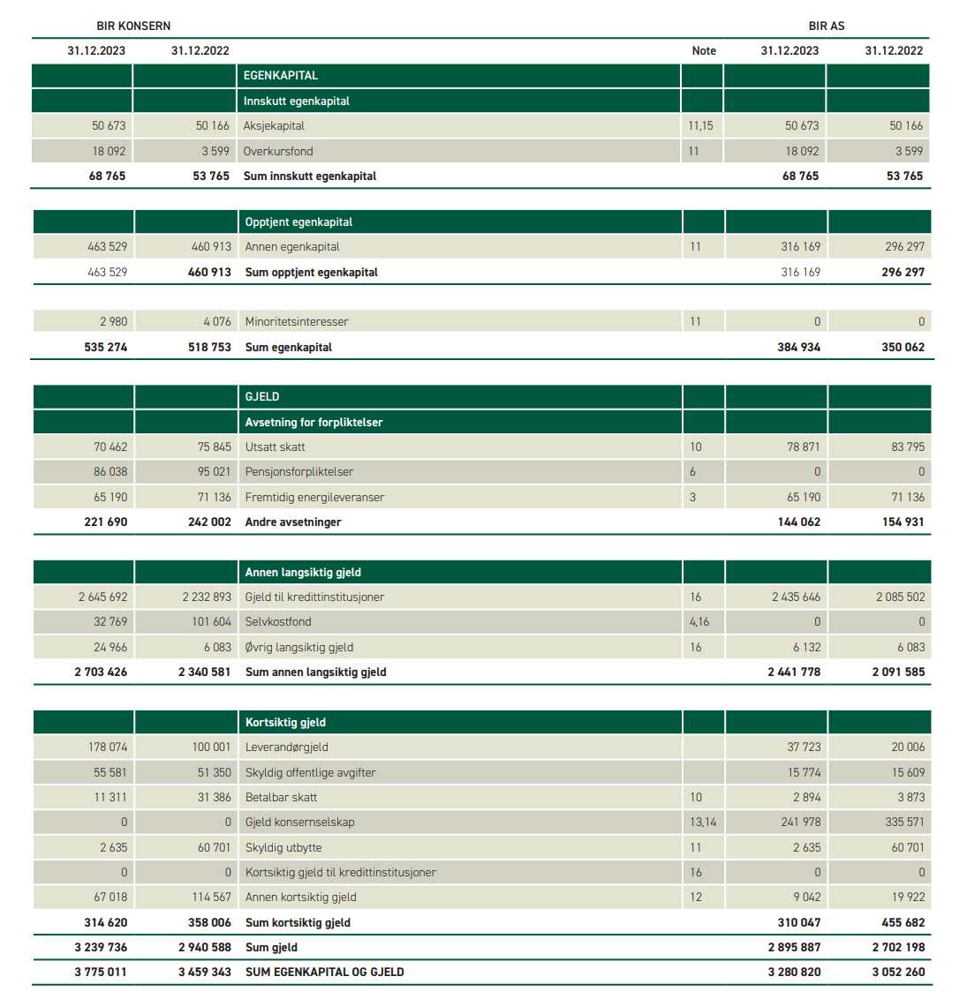 BIR KONSERN BIR AS
31.12.2023 31.12.2022 Note 31.12.2023 31.12.2022
EGENKAPITAL
Innskutt egenkapital
50 673 50 166 Aksjekapital 11,15 50 673 50 166
18 092 3 599 Overkursfond 11 18 092 3 599
68 765 53 765 Sum innskutt egenkapital 68 765 53 765
Opptjent egenkapital
463 529 460 913 Annen egenkapital 11 316 169 296 297
463 529 460 913 Sum opptjent egenkapital 316 169 296 297
2 980 4 076 Minoritetsinteresser 11 0 0
535 274 518 753 Sum egenkapital 384 934 350 062
GJELD
Avsetning for forpliktelser
70 462 75 845 Utsatt skatt 10 78 871 83 795
86 038 95 021 Pensjonsforpliktelser 6 0 0
65 190 71 136 Fremtidig energileveranser 3 65 190 71 136
221 690 242 002 Andre avsetninger 144 062 154 931
Annen langsiktig gjeld
2 645 692 2 232 893 Gjeld til kredittinstitusjoner 16 2 435 646 2 085 502
32 769 101 604 Selvkostfond 4,16 0 0
24 966 6 083 Øvrig langsiktig gjeld 16 6 132 6 083
2 703 426 2 340 581 Sum annen langsiktig gjeld 2 441 778 2 091 585
Kortsiktig gjeld
178 074 100 001 Leverandørgjeld 37 723 20 006
55 581 51 350 Skyldig offentlige avgifter 15 774 15 609
11 311 31 386 Betalbar skatt 10 2 894 3 873
0 0 Gjeld konsernselskap 13,14 241 978 335 571
2 635 60 701 Skyldig utbytte 11 2 635 60 701
0 0 Kortsiktig gjeld til kredittinstitusjoner 16 0 0
67 018 114 567 Annen kortsiktig gjeld 12 9 042 19 922
314 620 358 006 Sum kortsiktig gjeld 310 047 455 682
3 239 736 2 940 588 Sum gjeld 2 895 887 2 702 198
3 775 011 3 459 343 SUM EGENKAPITAL OG GJELD 3 280 820 3 052 260